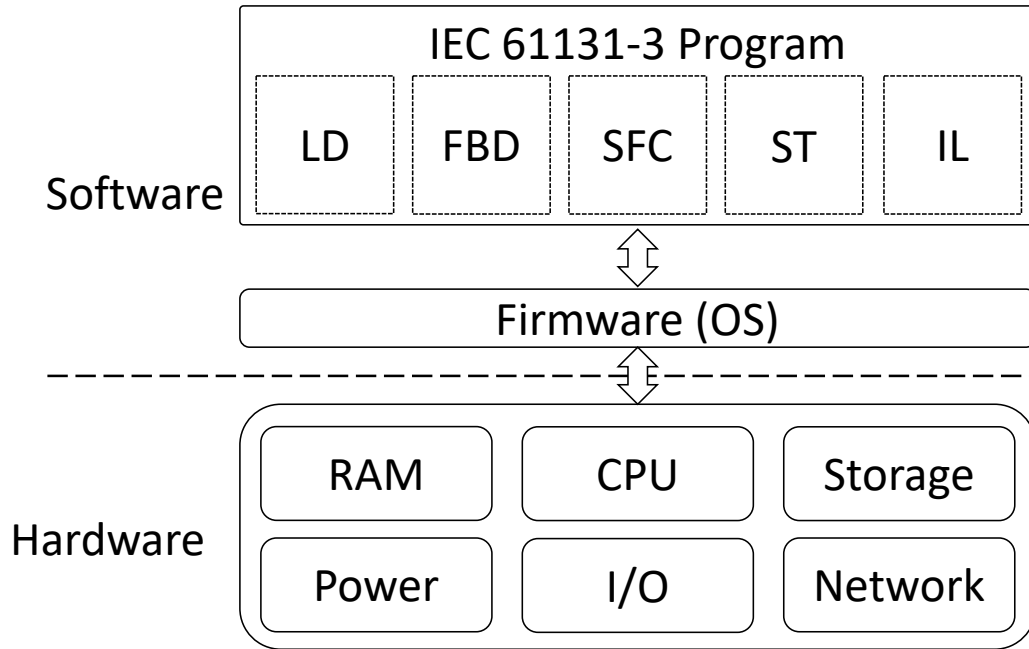 IEC 61131-3 Program
LD FBD SFC ST IL
Software
Firmware (OS)
RAM CPU Storage
Hardware
Power I/O Network